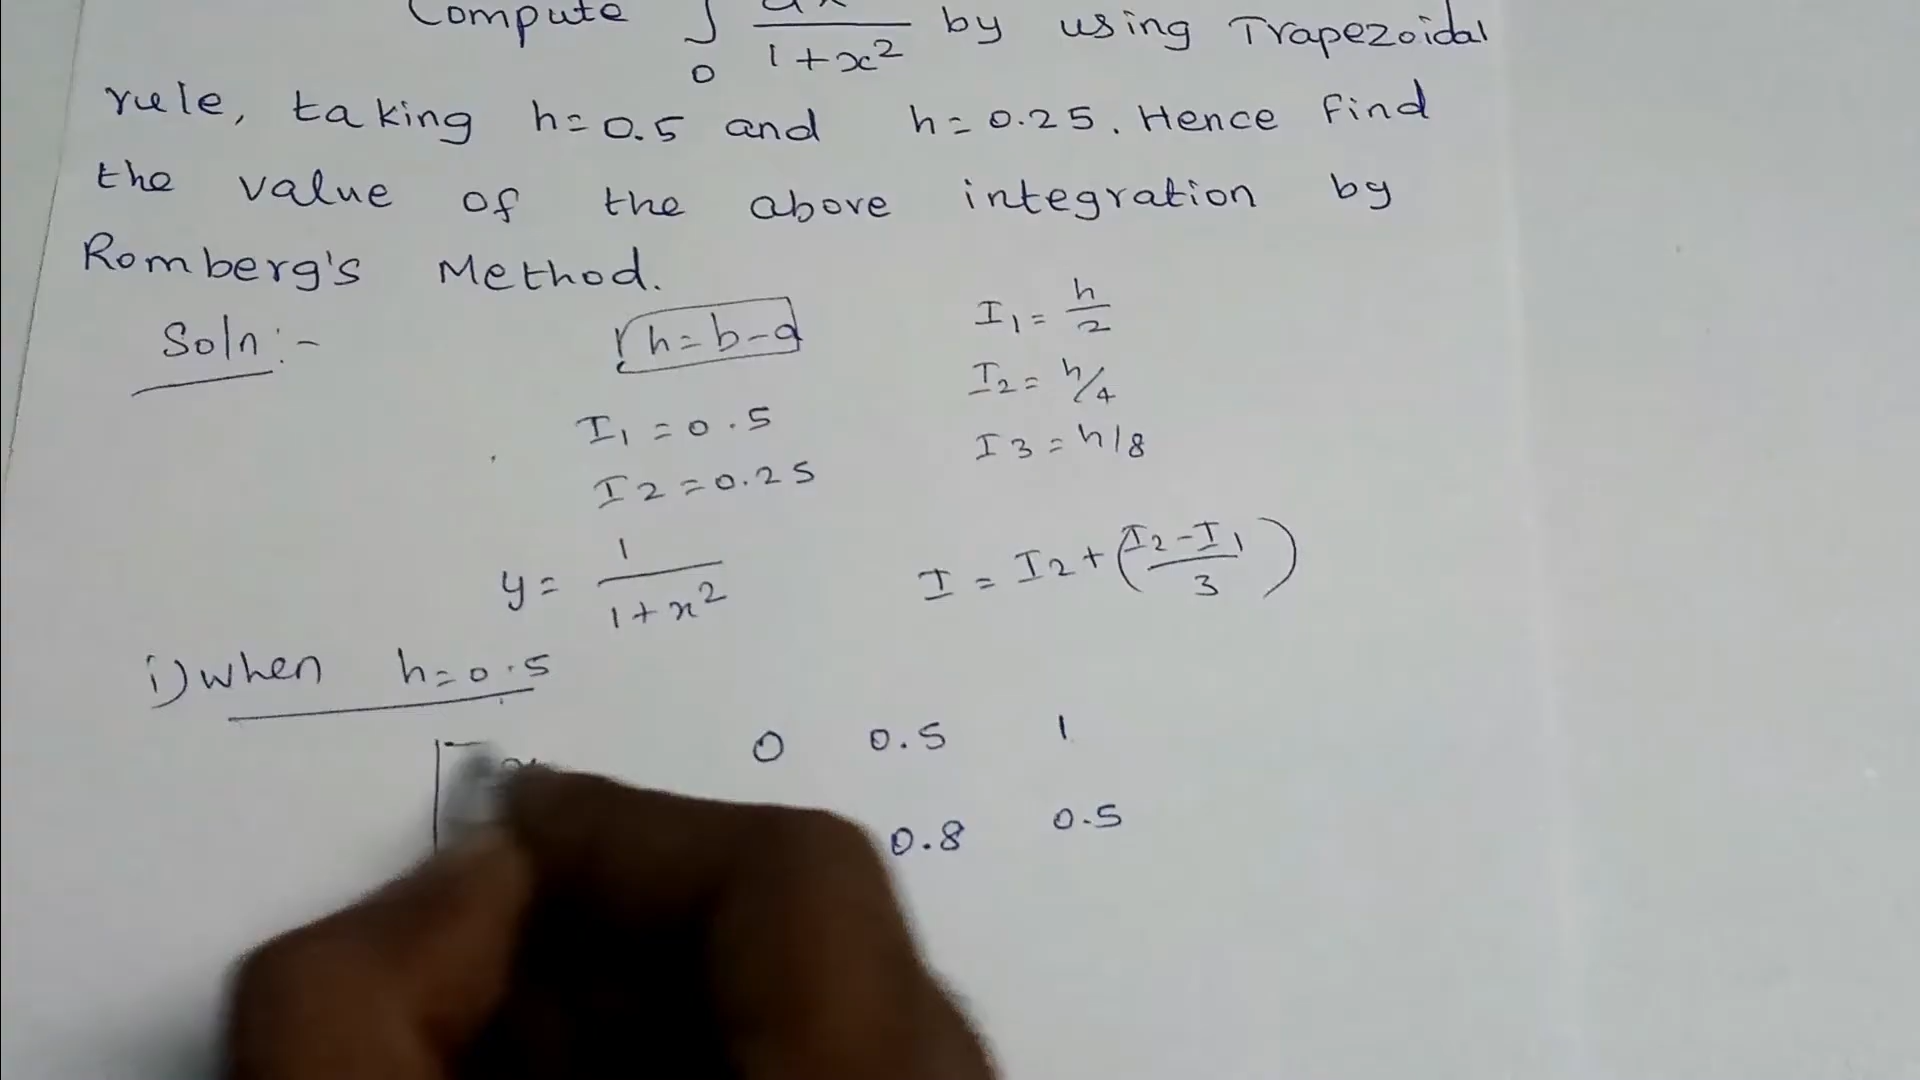 Compute ∫0 dx/1+x² by using Trapezoidal
rule, taking h=0.5 and h=0.25. Hence find
the value of the above integration by
Romberg's Method.
Soln:-
h=b-a
I₁=0.5
I2=0.25
I₁=h/2
I₂=h/4
I3=h/8
y=1/1+x²
I=I₂+(I₂-I₁/3)
i) when h=0.5
x 0 0.5 1
0.8 0.5